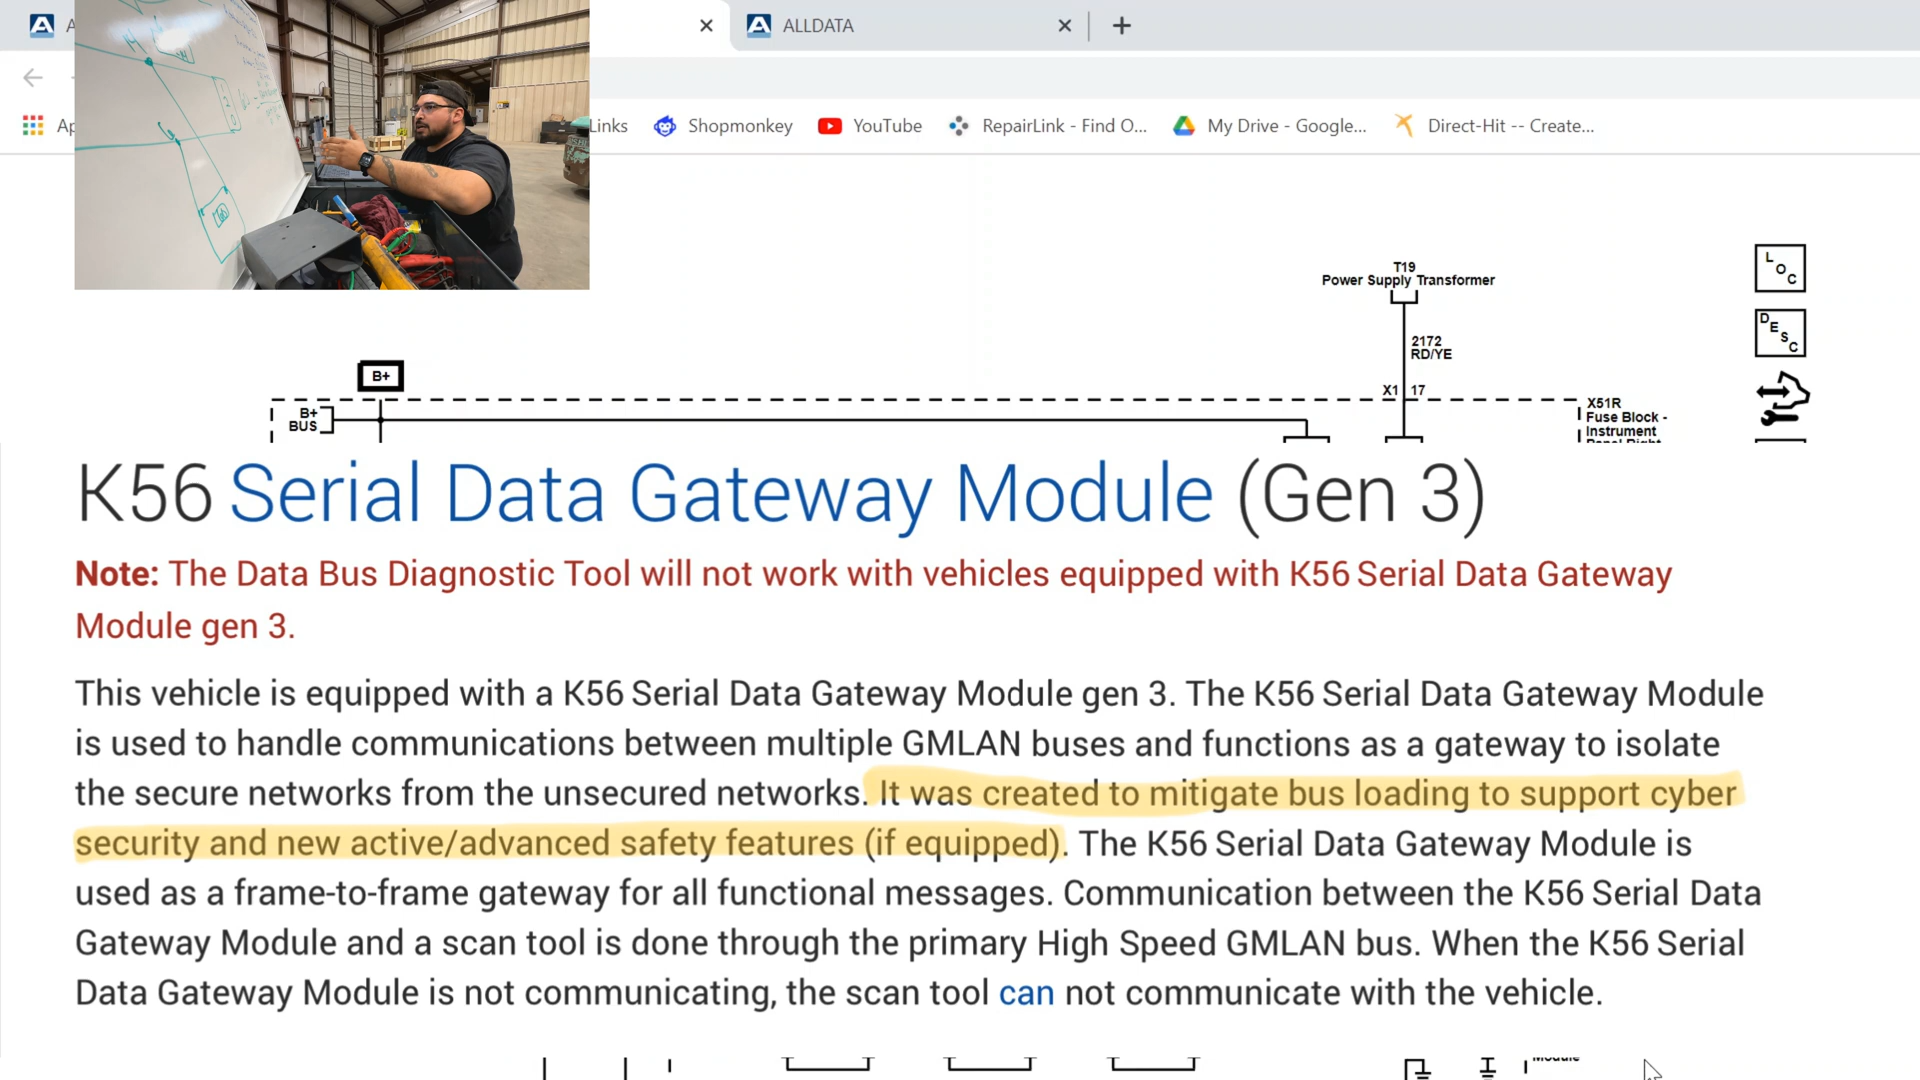 ALLDATA
Links
Shopmonkey
YouTube
RepairLink - Find O...
My Drive - Google...
Direct-Hit -- Create...
T19
Power Supply Transformer
2172
RD/YE
X1 17
B+
B+
BUS
X51R
Fuse Block -
Instrument
LOC
DESC
K56 Serial Data Gateway Module (Gen 3)
Note: The Data Bus Diagnostic Tool will not work with vehicles equipped with K56 Serial Data Gateway
Module gen 3.
This vehicle is equipped with a K56 Serial Data Gateway Module gen 3. The K56 Serial Data Gateway Module
is used to handle communications between multiple GMLAN buses and functions as a gateway to isolate
the secure networks from the unsecured networks. It was created to mitigate bus loading to support cyber
security and new active/advanced safety features (if equipped). The K56 Serial Data Gateway Module is
used as a frame-to-frame gateway for all functional messages. Communication between the K56 Serial Data
Gateway Module and a scan tool is done through the primary High Speed GMLAN bus. When the K56 Serial
Data Gateway Module is not communicating, the scan tool can not communicate with the vehicle.